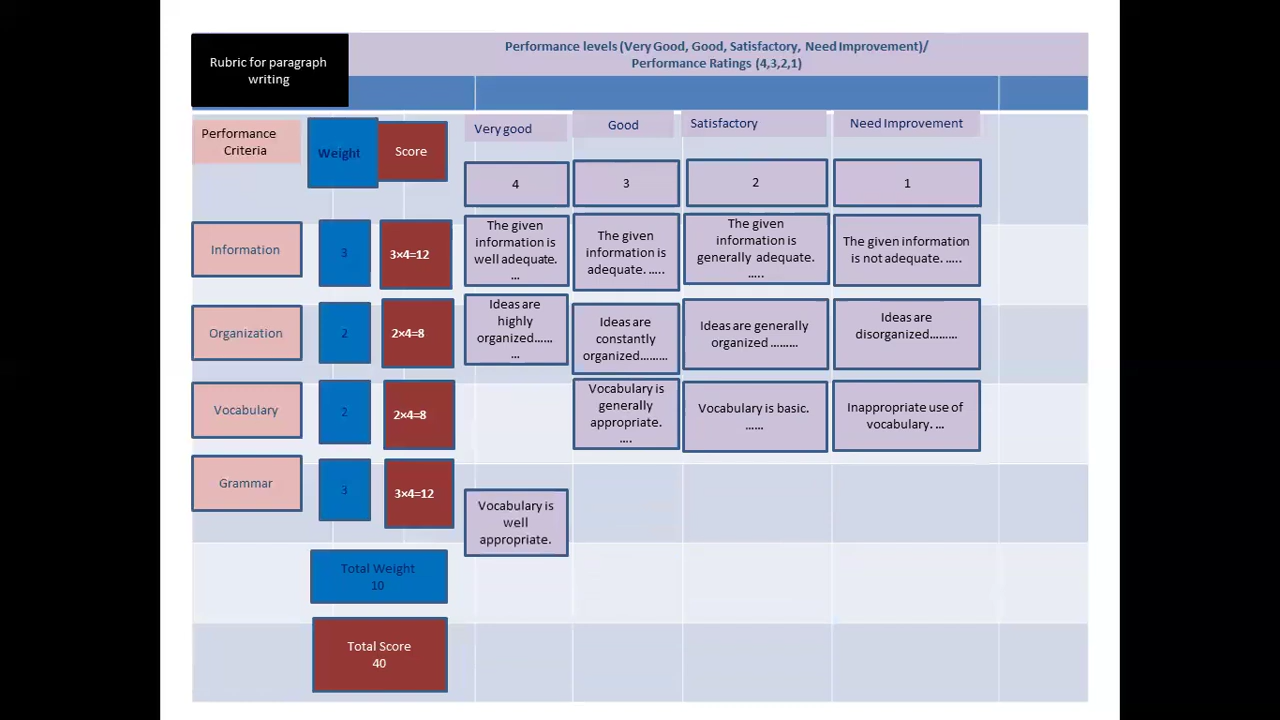 Rubric for paragraph
writing
Performance levels (Very Good, Good, Satisfactory, Need Improvement)/
Performance Ratings (4,3,2,1)
Performance
Criteria
Weight
Score
Very good
Good
Satisfactory
Need Improvement
4
3
2
1
Information
3
3×4=12
The given
information is
well adequate.
...
The given
information is
adequate. .....
The given
information is
generally adequate.
.....
The given information
is not adequate. .....
Organization
2
2×4=8
Ideas are
highly
organized......
...
Ideas are
constantly
organized.........
Ideas are generally
organized .........
Ideas are
disorganized.........
Vocabulary
2
2×4=8
Vocabulary is
generally
appropriate.
....
Vocabulary is basic.
......
Inappropriate use of
vocabulary. ...
Grammar
3
3×4=12
Vocabulary is
well
appropriate.
Total Weight
10
Total Score
40